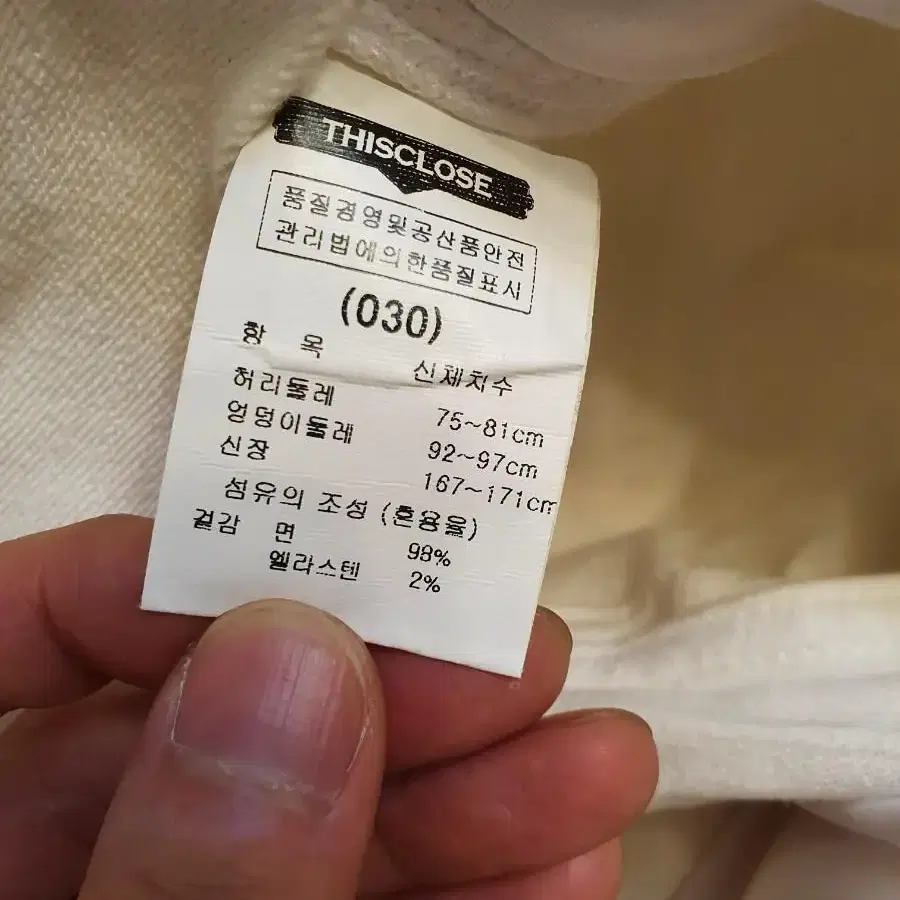 THISCLOSE
품질경영및공산품안전
관리법에의한품질표시
(030)
항 목 신체치수
허리둘레 75~81cm
엉덩이둘레 92~97cm
신장 167~171cm
섬유의 조성 (혼용율)
겉감 면 98%
엘라스텐 2%